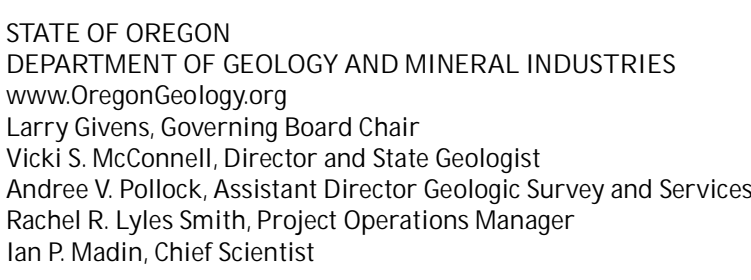 STATE OF OREGON
DEPARTMENT OF GEOLOGY AND MINERAL INDUSTRIES
www.OregonGeology.org
Larry Givens, Governing Board Chair
Vicki S. McConnell, Director and State Geologist
Andree V. Pollock, Assistant Director Geologic Survey and Services
Rachel R. Lyles Smith, Project Operations Manager
Ian P. Madin, Chief Scientist